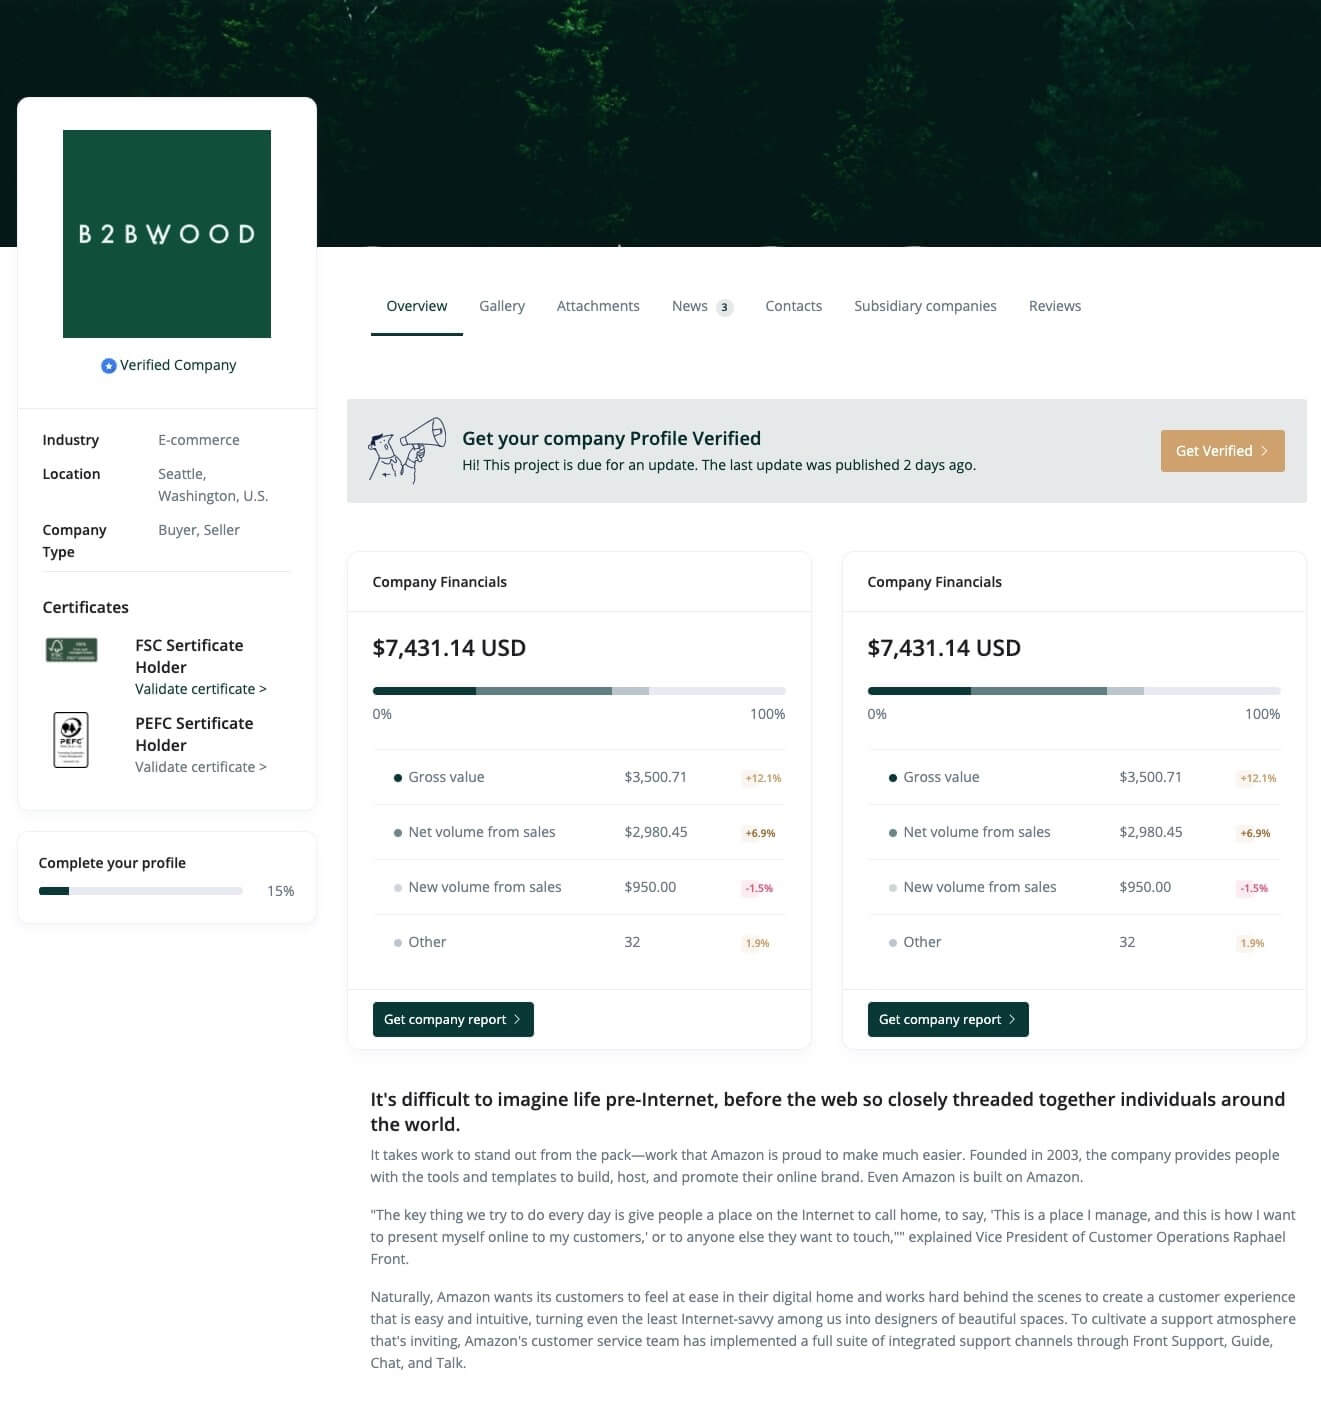 B2BWOOD
Verified Company
Industry E-commerce
Location Seattle,
Washington, U.S.
Company Buyer, Seller
Type
Certificates
FSC Sertificate
Holder
Validate certificate >
PEFC
PEFC Sertificate
Holder
Validate certificate >
Complete your profile
15%
Overview Gallery Attachments News 3 Contacts Subsidiary companies Reviews
Get your company Profile Verified
Hi! This project is due for an update. The last update was published 2 days ago.
Get Verified >
Company Financials
$7,431.14 USD
0% 100%
Gross value $3,500.71 +12.1%
Net volume from sales $2,980.45 +6.9%
New volume from sales $950.00 -1.5%
Other 32 1.9%
Get company report >
Company Financials
$7,431.14 USD
0% 100%
Gross value $3,500.71 +12.1%
Net volume from sales $2,980.45 +6.9%
New volume from sales $950.00 -1.5%
Other 32 1.9%
Get company report >
It's difficult to imagine life pre-Internet, before the web so closely threaded together individuals around
the world.
It takes work to stand out from the pack—work that Amazon is proud to make much easier. Founded in 2003, the company provides people
with the tools and templates to build, host, and promote their online brand. Even Amazon is built on Amazon.
"The key thing we try to do every day is give people a place on the Internet to call home, to say, 'This is a place I manage, and this is how I want
to present myself online to my customers,' or to anyone else they want to touch,"" explained Vice President of Customer Operations Raphael
Front.
Naturally, Amazon wants its customers to feel at ease in their digital home and works hard behind the scenes to create a customer experience
that is easy and intuitive, turning even the least Internet-savvy among us into designers of beautiful spaces. To cultivate a support atmosphere
that's inviting, Amazon's customer service team has implemented a full suite of integrated support channels through Front Support, Guide,
Chat, and Talk.